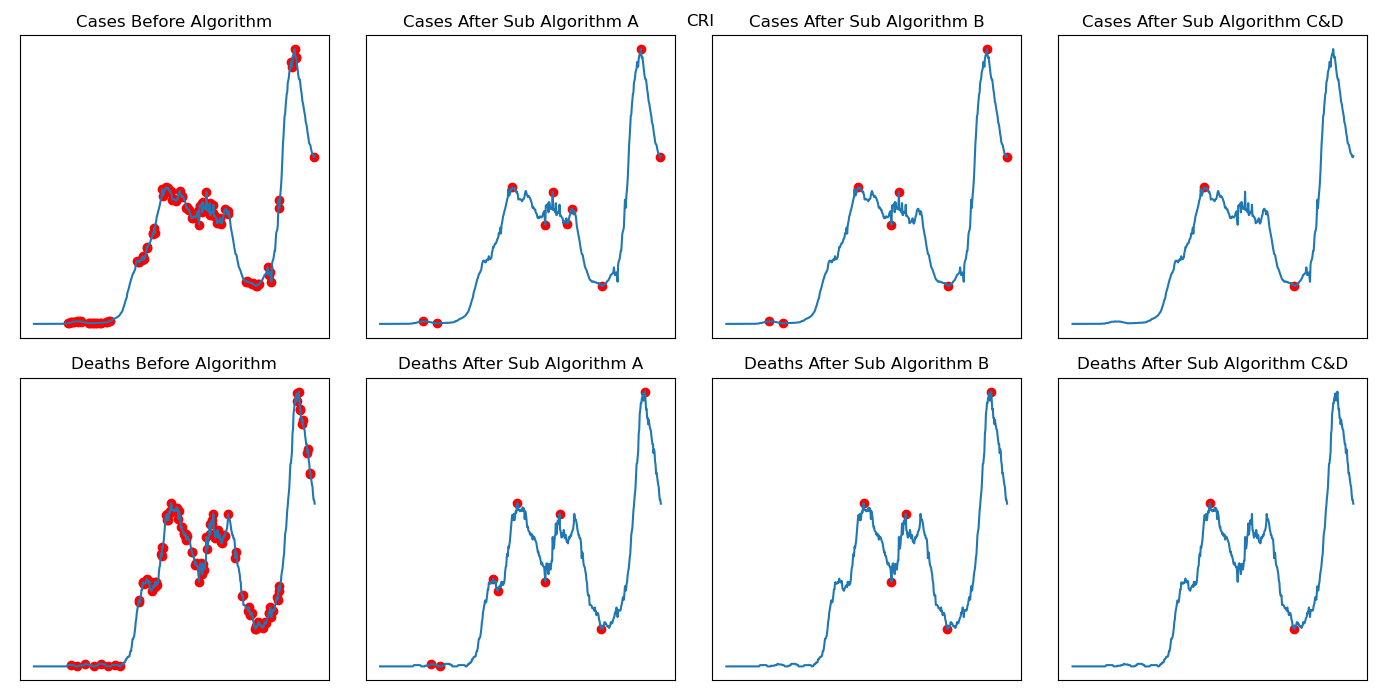 CRI
Cases Before Algorithm
Cases After Sub Algorithm A
Cases After Sub Algorithm B
Cases After Sub Algorithm C&D
Deaths Before Algorithm
Deaths After Sub Algorithm A
Deaths After Sub Algorithm B
Deaths After Sub Algorithm C&D